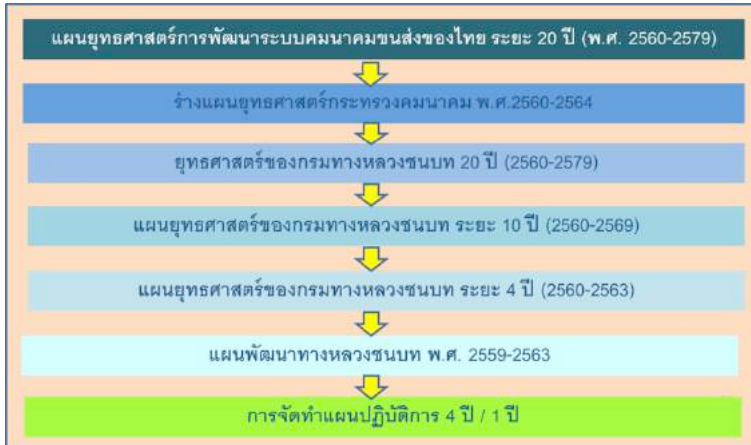 แผนยุทธศาสตร์การพัฒนาระบบคมนาคมขนส่งของไทย ระยะ 20 ปี (พ.ศ. 2560-2579)
ร่างแผนยุทธศาสตร์กระทรวงคมนาคม พ.ศ.2560-2564
ยุทธศาสตร์ของกรมทางหลวงชนบท 20 ปี (2560-2579)
แผนยุทธศาสตร์ของกรมทางหลวงชนบท ระยะ 10 ปี (2560-2569)
แผนยุทธศาสตร์ของกรมทางหลวงชนบท ระยะ 4 ปี (2560-2563)
แผนพัฒนาทางหลวงชนบท พ.ศ. 2559-2563
การจัดทำแผนปฏิบัติการ 4 ปี / 1 ปี